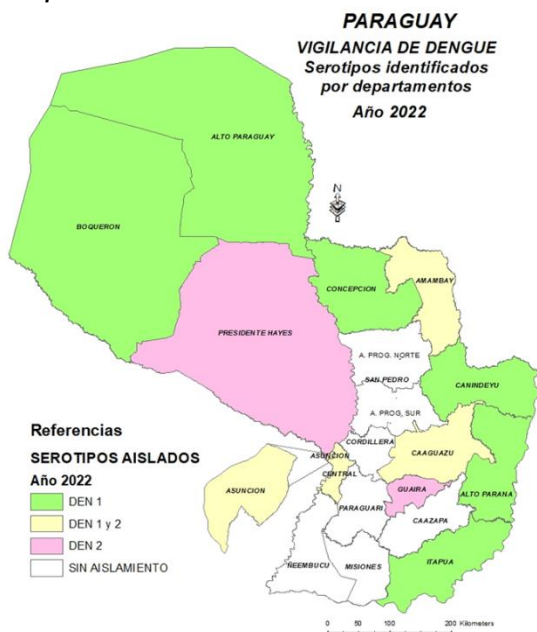 PARAGUAY
VIGILANCIA DE DENGUE
Serotipos identificados
por departamentos
Año 2022
ALTO PARAGUAY
N
BOQUERON
CONCEPCION
AMAMBAY
PRESIDENTE HAYES
A. PROG. NORTE
SAN PEDRO
CANINDEYU
A. PROG. SUR
Referencias
SEROTIPOS AISLADOS
Año 2022
DEN 1
DEN 1 y 2
DEN 2
SIN AISLAMIENTO
CORDILLERA
ASUNCION
CAAGUAZU
CENTRAL
ASUNCION
GUAIRA
ALTO PARANA
PARAGUARI
CAAZAPA
ÑEEMBUCU
MISIONES
ITAPUA
0 50 100 200 Kilometers